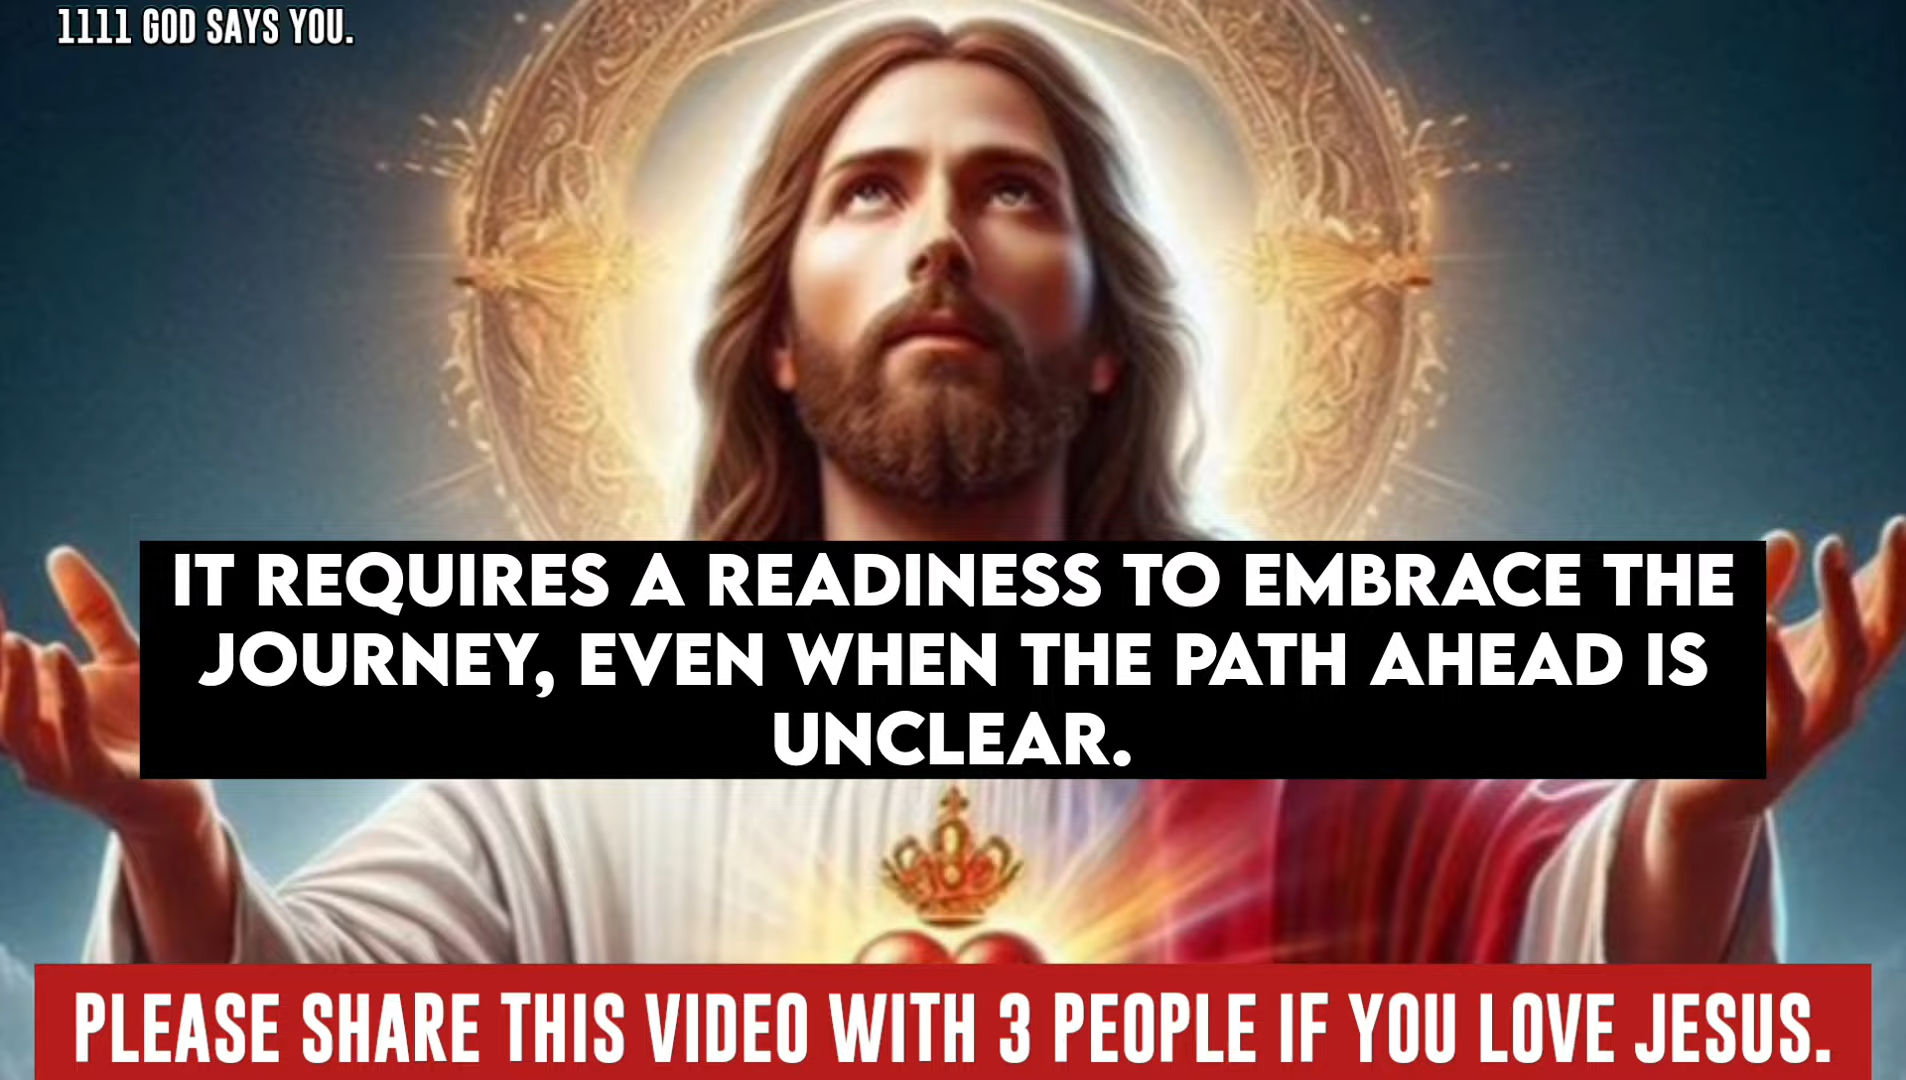 1111 GOD SAYS YOU.
IT REQUIRES A READINESS TO EMBRACE THE
JOURNEY, EVEN WHEN THE PATH AHEAD IS
UNCLEAR.
PLEASE SHARE THIS VIDEO WITH 3 PEOPLE IF YOU LOVE JESUS.